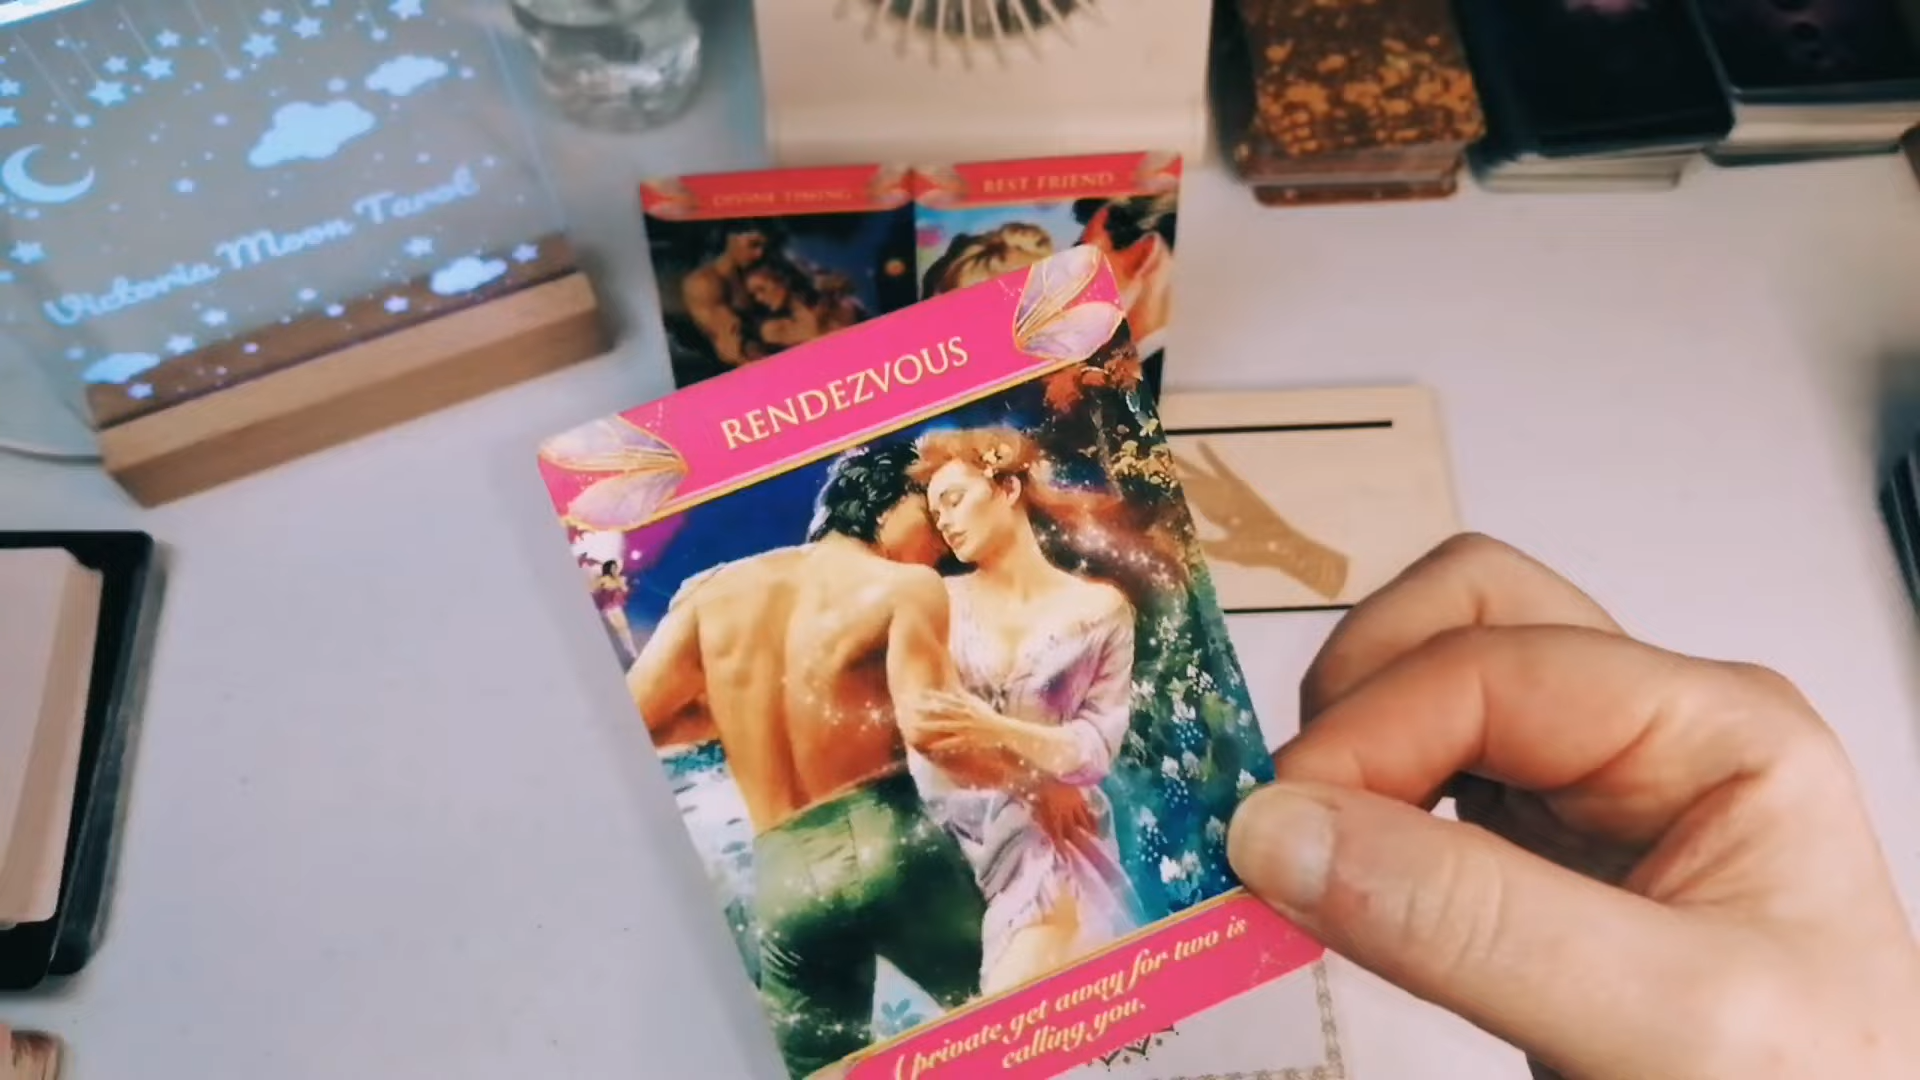 Victoria Moon Tarot
DIVINE TIMING
BEST FRIEND
RENDEZVOUS
private get away for two is
calling you.